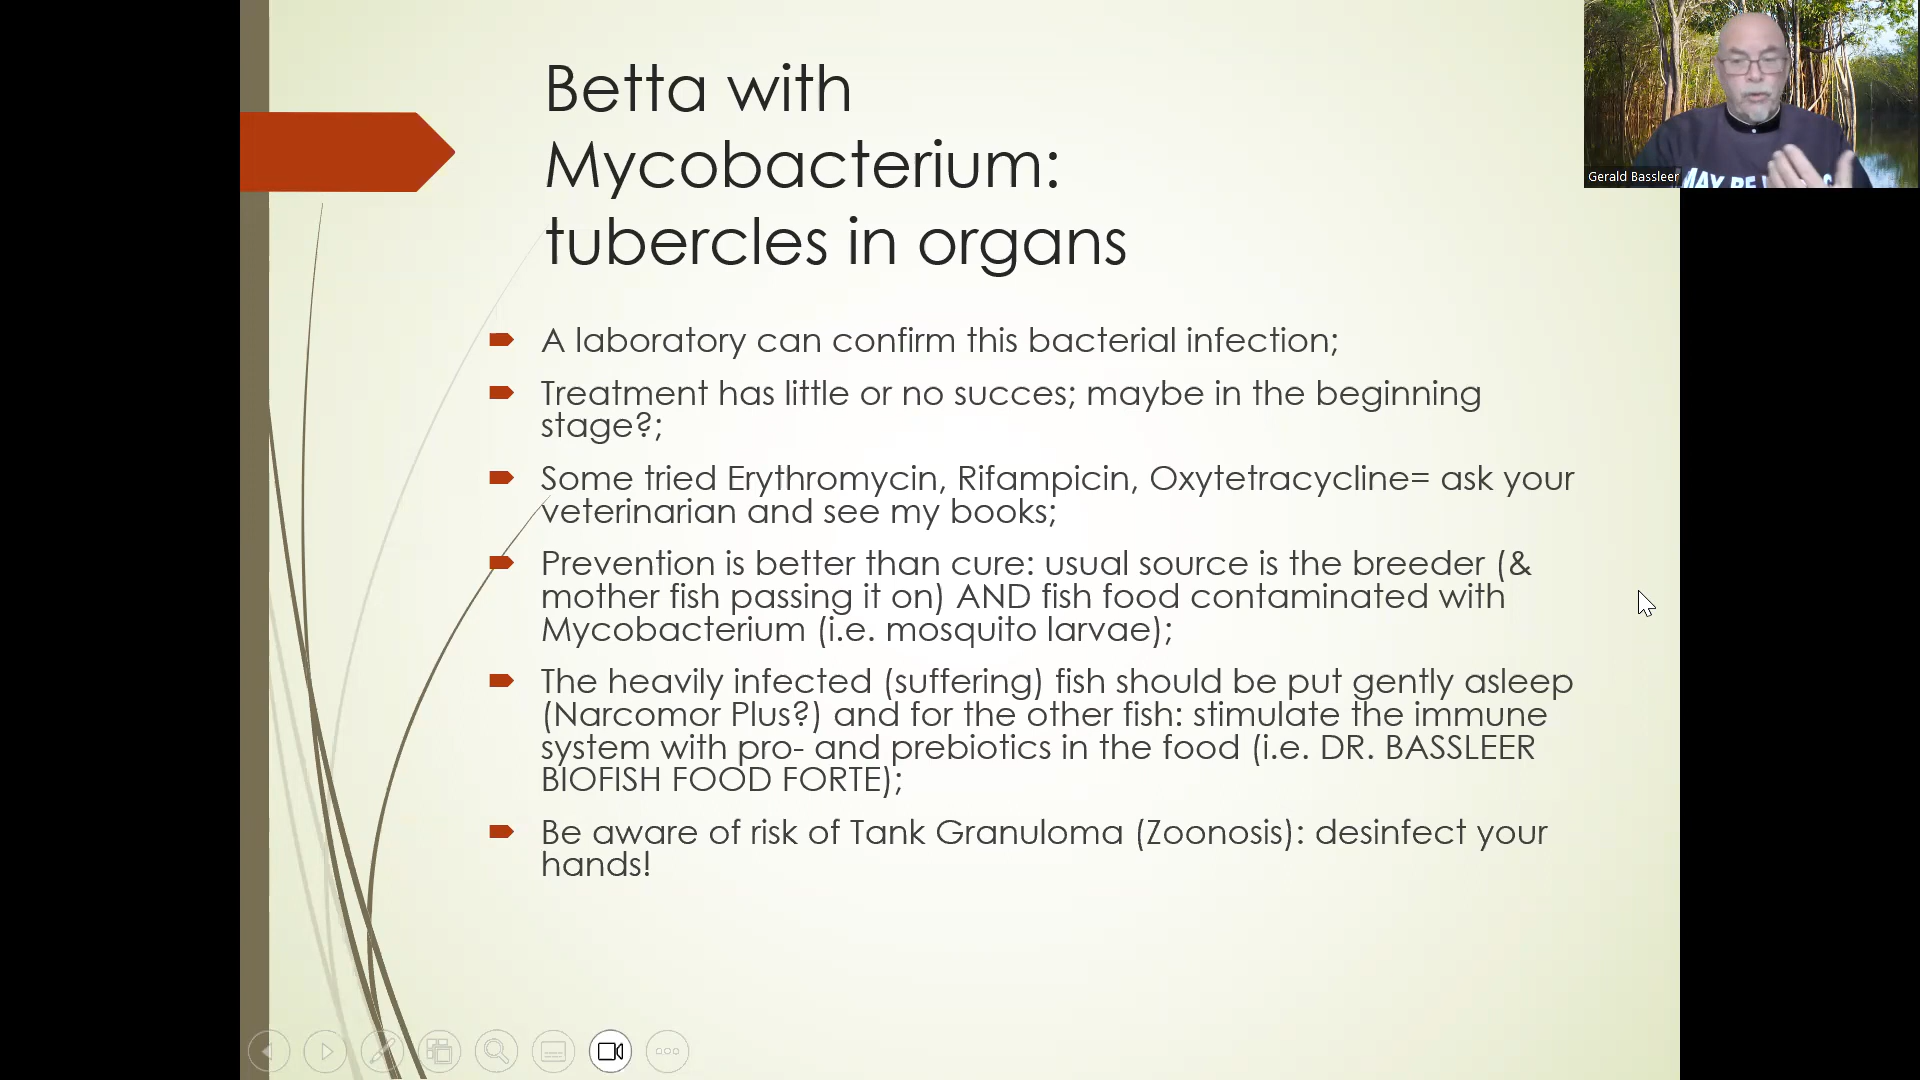 Betta with
Mycobacterium:
tubercles in organs
A laboratory can confirm this bacterial infection;
Treatment has little or no succes; maybe in the beginning
stage?;
Some tried Erythromycin, Rifampicin, Oxytetracycline= ask your
veterinarian and see my books;
Prevention is better than cure: usual source is the breeder (&
mother fish passing it on) AND fish food contaminated with
Mycobacterium (i.e. mosquito larvae);
The heavily infected (suffering) fish should be put gently asleep
(Narcomor Plus?) and for the other fish: stimulate the immune
system with pro- and prebiotics in the food (i.e. DR. BASSLEER
BIOFISH FOOD FORTE);
Be aware of risk of Tank Granuloma (Zoonosis): desinfect your
hands!
Gerald Bassleer
MAY BE